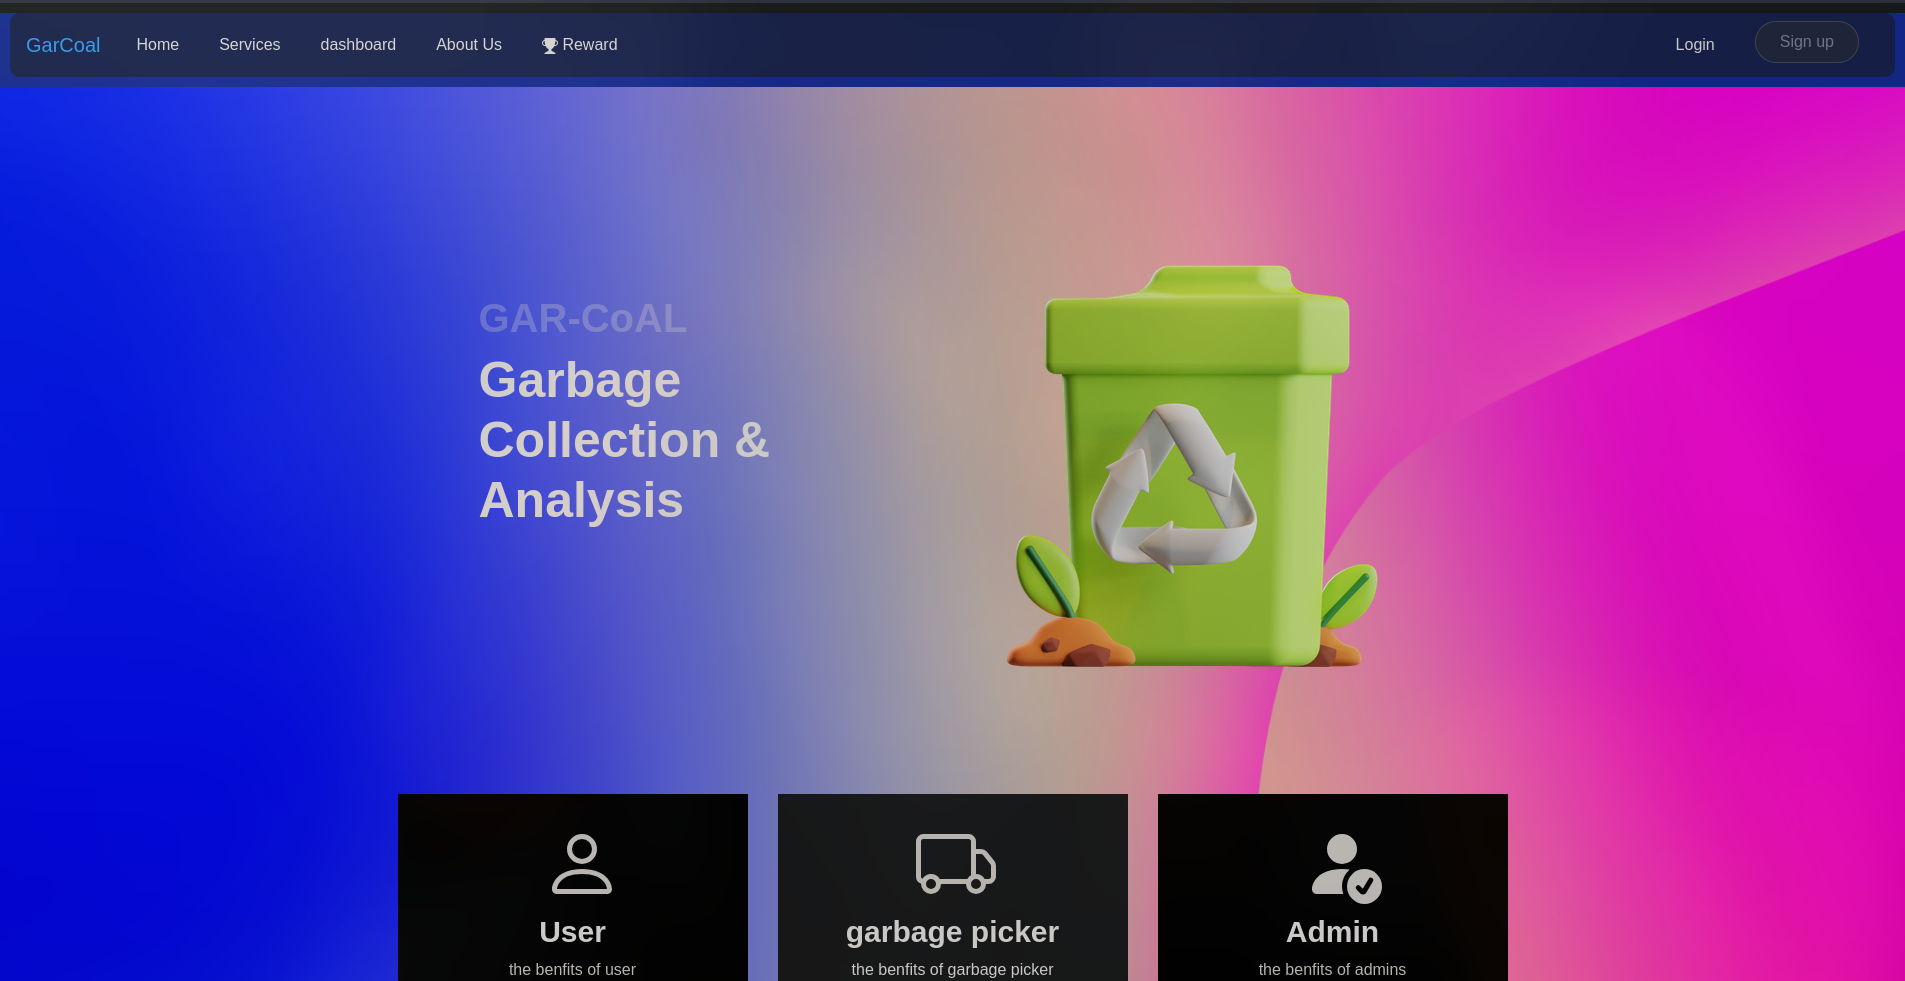 GarCoal Home Services dashboard About Us Reward Login Sign up
GAR-CoAL
Garbage
Collection &
Analysis
User
the benfits of user
garbage picker
the benfits of garbage picker
Admin
the benfits of admins